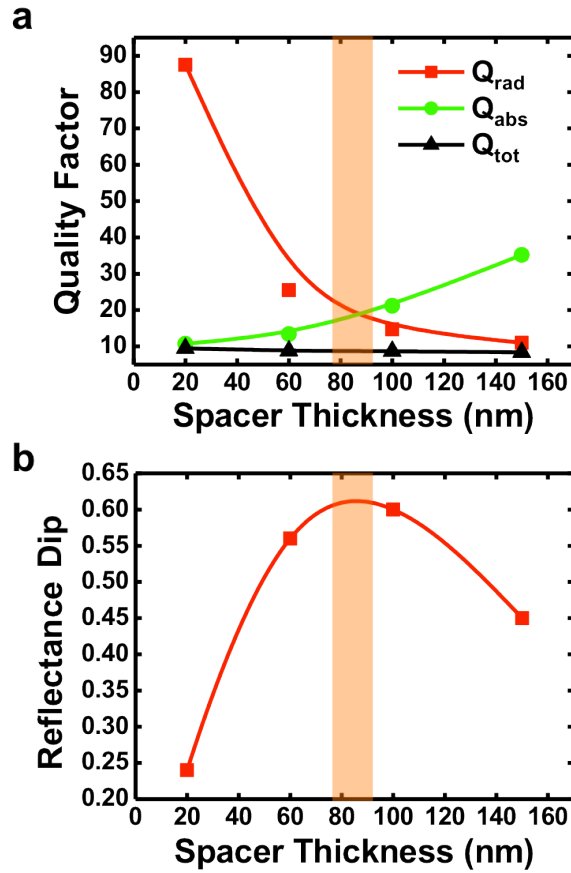 a
Quality Factor
90
80
70
60
50
40
30
20
10
Q_rad
Q_abs
Q_tot
0 20 40 60 80 100 120 140 160
Spacer Thickness (nm)
b
Reflectance Dip
0.65
0.60
0.55
0.50
0.45
0.40
0.35
0.30
0.25
0.20
0 20 40 60 80 100 120 140 160
Spacer Thickness (nm)